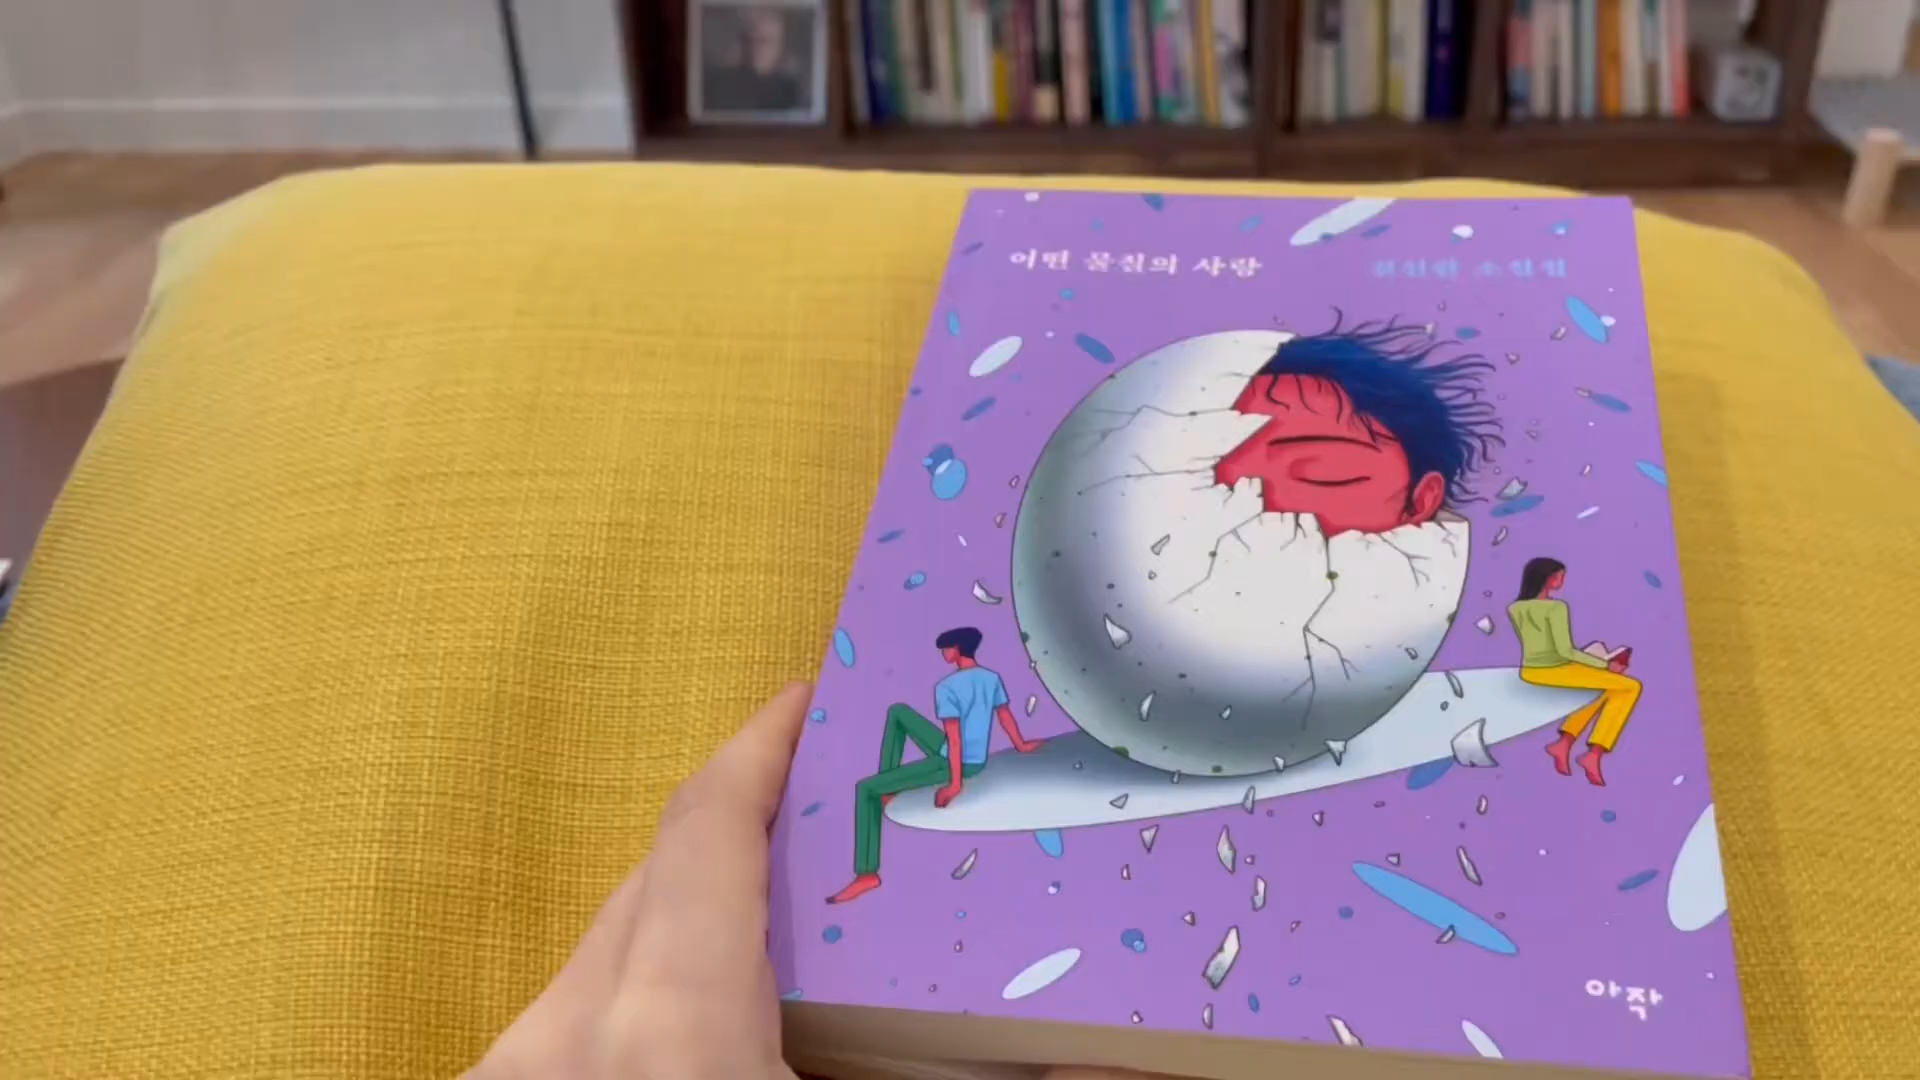 어떤 물질의 사랑
천선란 소설집
아작